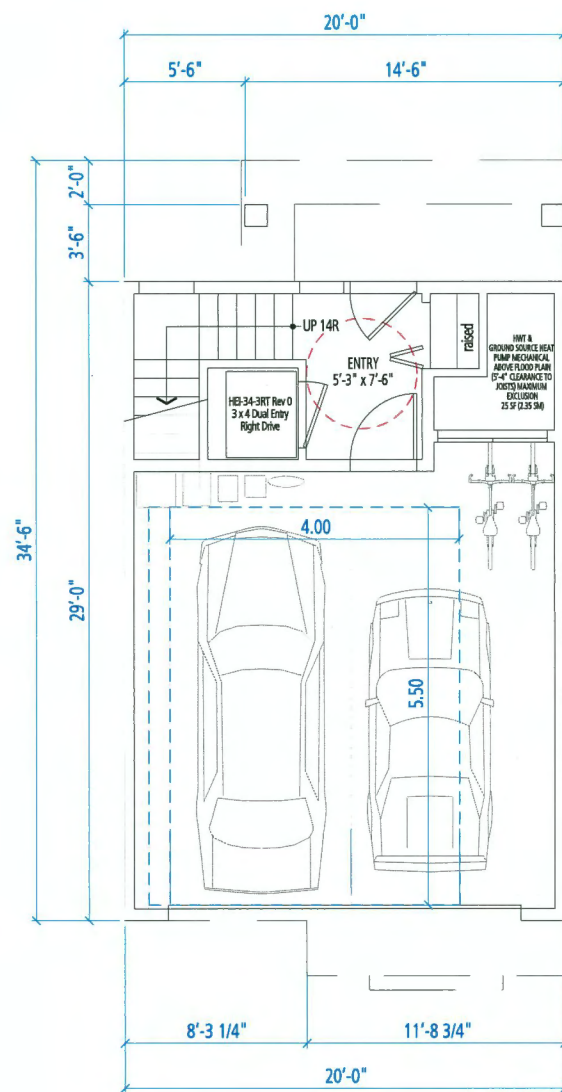 20'-0"
5'-6"
14'-6"
2'-0"
3'-6"
UP 14R
raised
HWT &
GROUND SOURCE HEAT
PUMP MECHANICAL
ABOVE FLOOD PLAIN
(5'-4" CLEARANCE TO
JOISTS) MAXIMUM
EXCLUSION
25 SF (2.35 SM)
ENTRY
5'-3" x 7'-6"
HEI-34-3RT Rev 0
3 x 4 Dual Entry
Right Drive
34'-6"
29'-0"
4.00
5.50
8'-3 1/4"
11'-8 3/4"
20'-0"